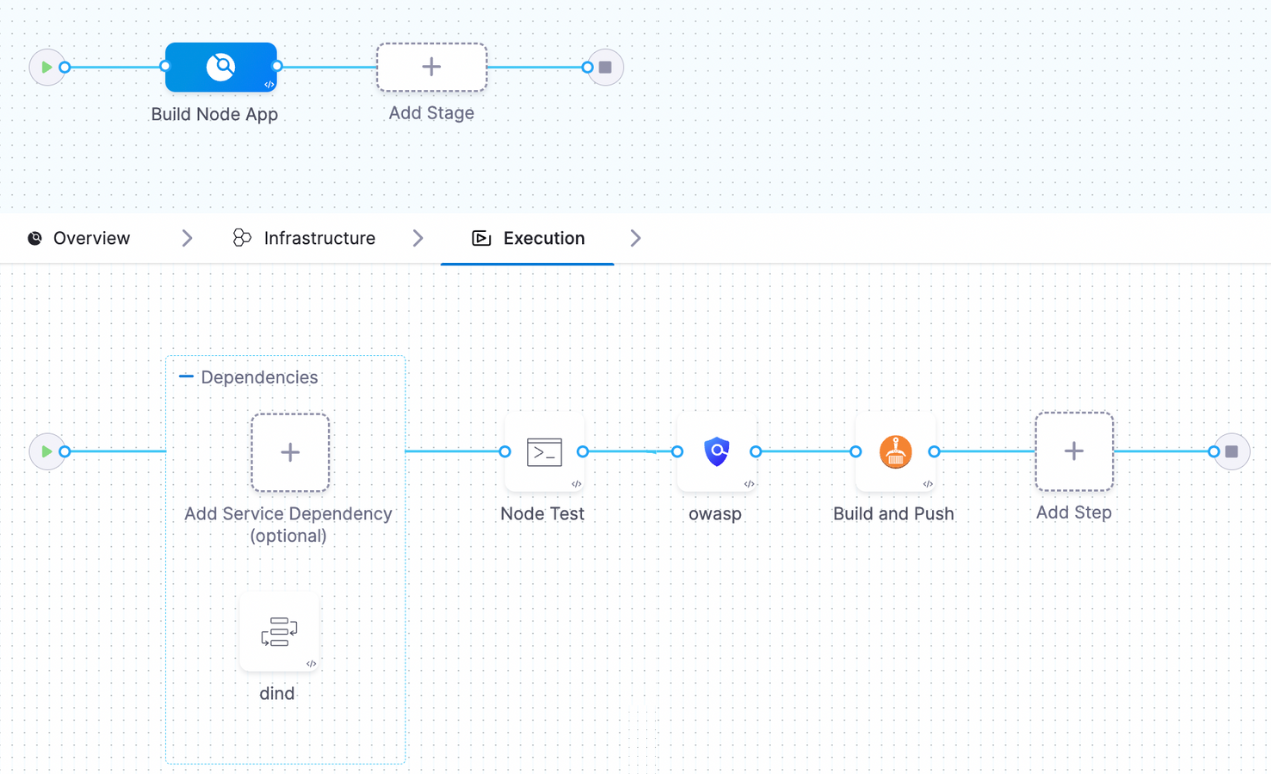 Build Node App
Add Stage
Overview
Infrastructure
Execution
Dependencies
Add Service Dependency
(optional)
Node Test
owasp
Build and Push
Add Step
dind